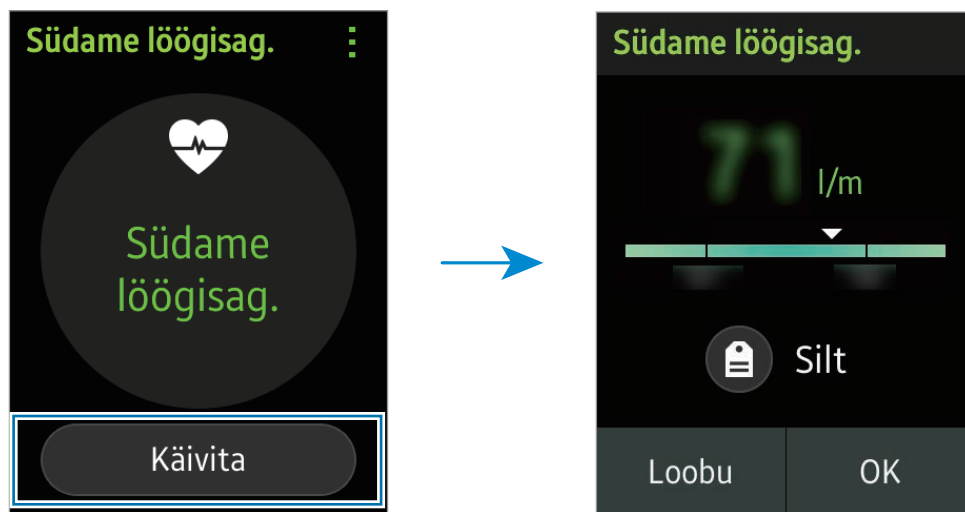 Südame löögisag.
Südame
löögisag.
Käivita
Südame löögisag.
71 l/m
Silt
Loobu
OK